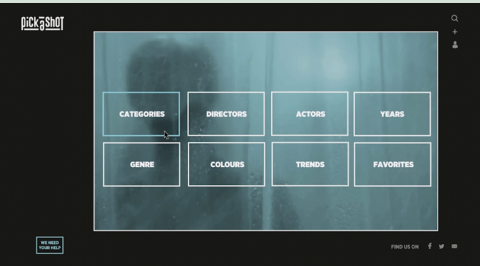 PiCK a SHOT
CATEGORIES
DIRECTORS
ACTORS
YEARS
GENRE
COLOURS
TRENDS
FAVORITES
WE NEED
YOUR HELP
FIND US ON